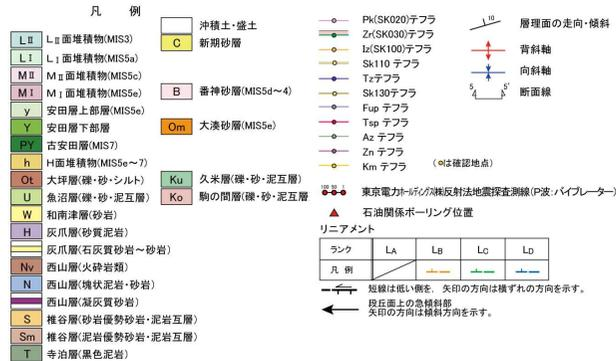 凡 例
LⅡ LⅡ面堆積物(MIS3)
LⅠ LⅠ面堆積物(MIS5a)
MⅡ MⅡ面堆積物(MIS5c)
MⅠ MⅠ面堆積物(MIS5e)
y 安田層上部層(MIS5e)
Y 安田層下部層
PY 古安田層(MIS7)
h H面堆積物(MIS5e～7)
Ot 大坪層(礫・砂・シルト)
U 魚沼層(礫・砂・泥互層)
W 和南津層(砂岩)
H 灰爪層(砂質泥岩)
灰爪層(石灰質砂岩～砂岩)
Nv 西山層(火砕岩類)
N 西山層(塊状泥岩・砂岩)
西山層(凝灰質砂岩)
S 椎谷層(砂岩優勢砂岩・泥岩互層)
Sm 椎谷層(泥岩優勢砂岩・泥岩互層)
T 寺泊層(黒色泥岩)
沖積土・盛土
C 新期砂層
B 番神砂層(MIS5d～4)
Om 大湊砂層(MIS5e)
Ku 久米層(礫・砂・泥互層)
Ko 駒の間層(礫・砂・泥互層
Pk(SK020)テフラ
Zr(SK030)テフラ
Iz(SK100)テフラ
Sk110 テフラ
Tzテフラ
Sk130テフラ
Fup テフラ
Tsp テフラ
Az テフラ
Zn テフラ
Km テフラ
(●は確認地点)
100 50 1 東京電力ホールディングス㈱反射法地震探査測線(P波：バイブレーター)
石油関係ボーリング位置
10 層理面の走向・傾斜
背斜軸
向斜軸
5 5' 断面線
リニアメント
ランク LA LB LC LD
凡 例
短線は低い側を、矢印の方向は横ずれの方向を示す。
段丘面上の急傾斜部
矢印の方向は傾斜方向を示す。